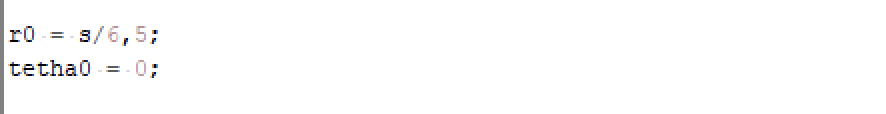 r0 = s/6,5;
tetha0 = 0;